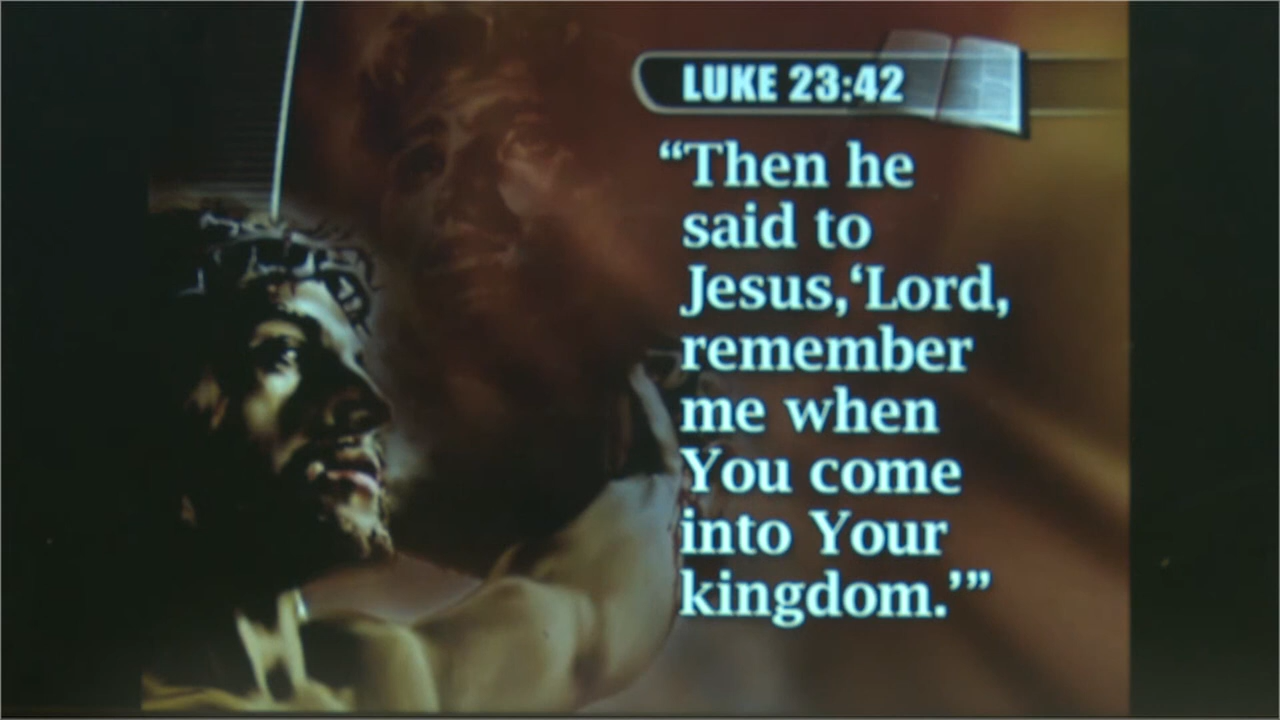 LUKE 23:42
“Then he
said to
Jesus,‘Lord,
remember
me when
You come
into Your
kingdom.’”